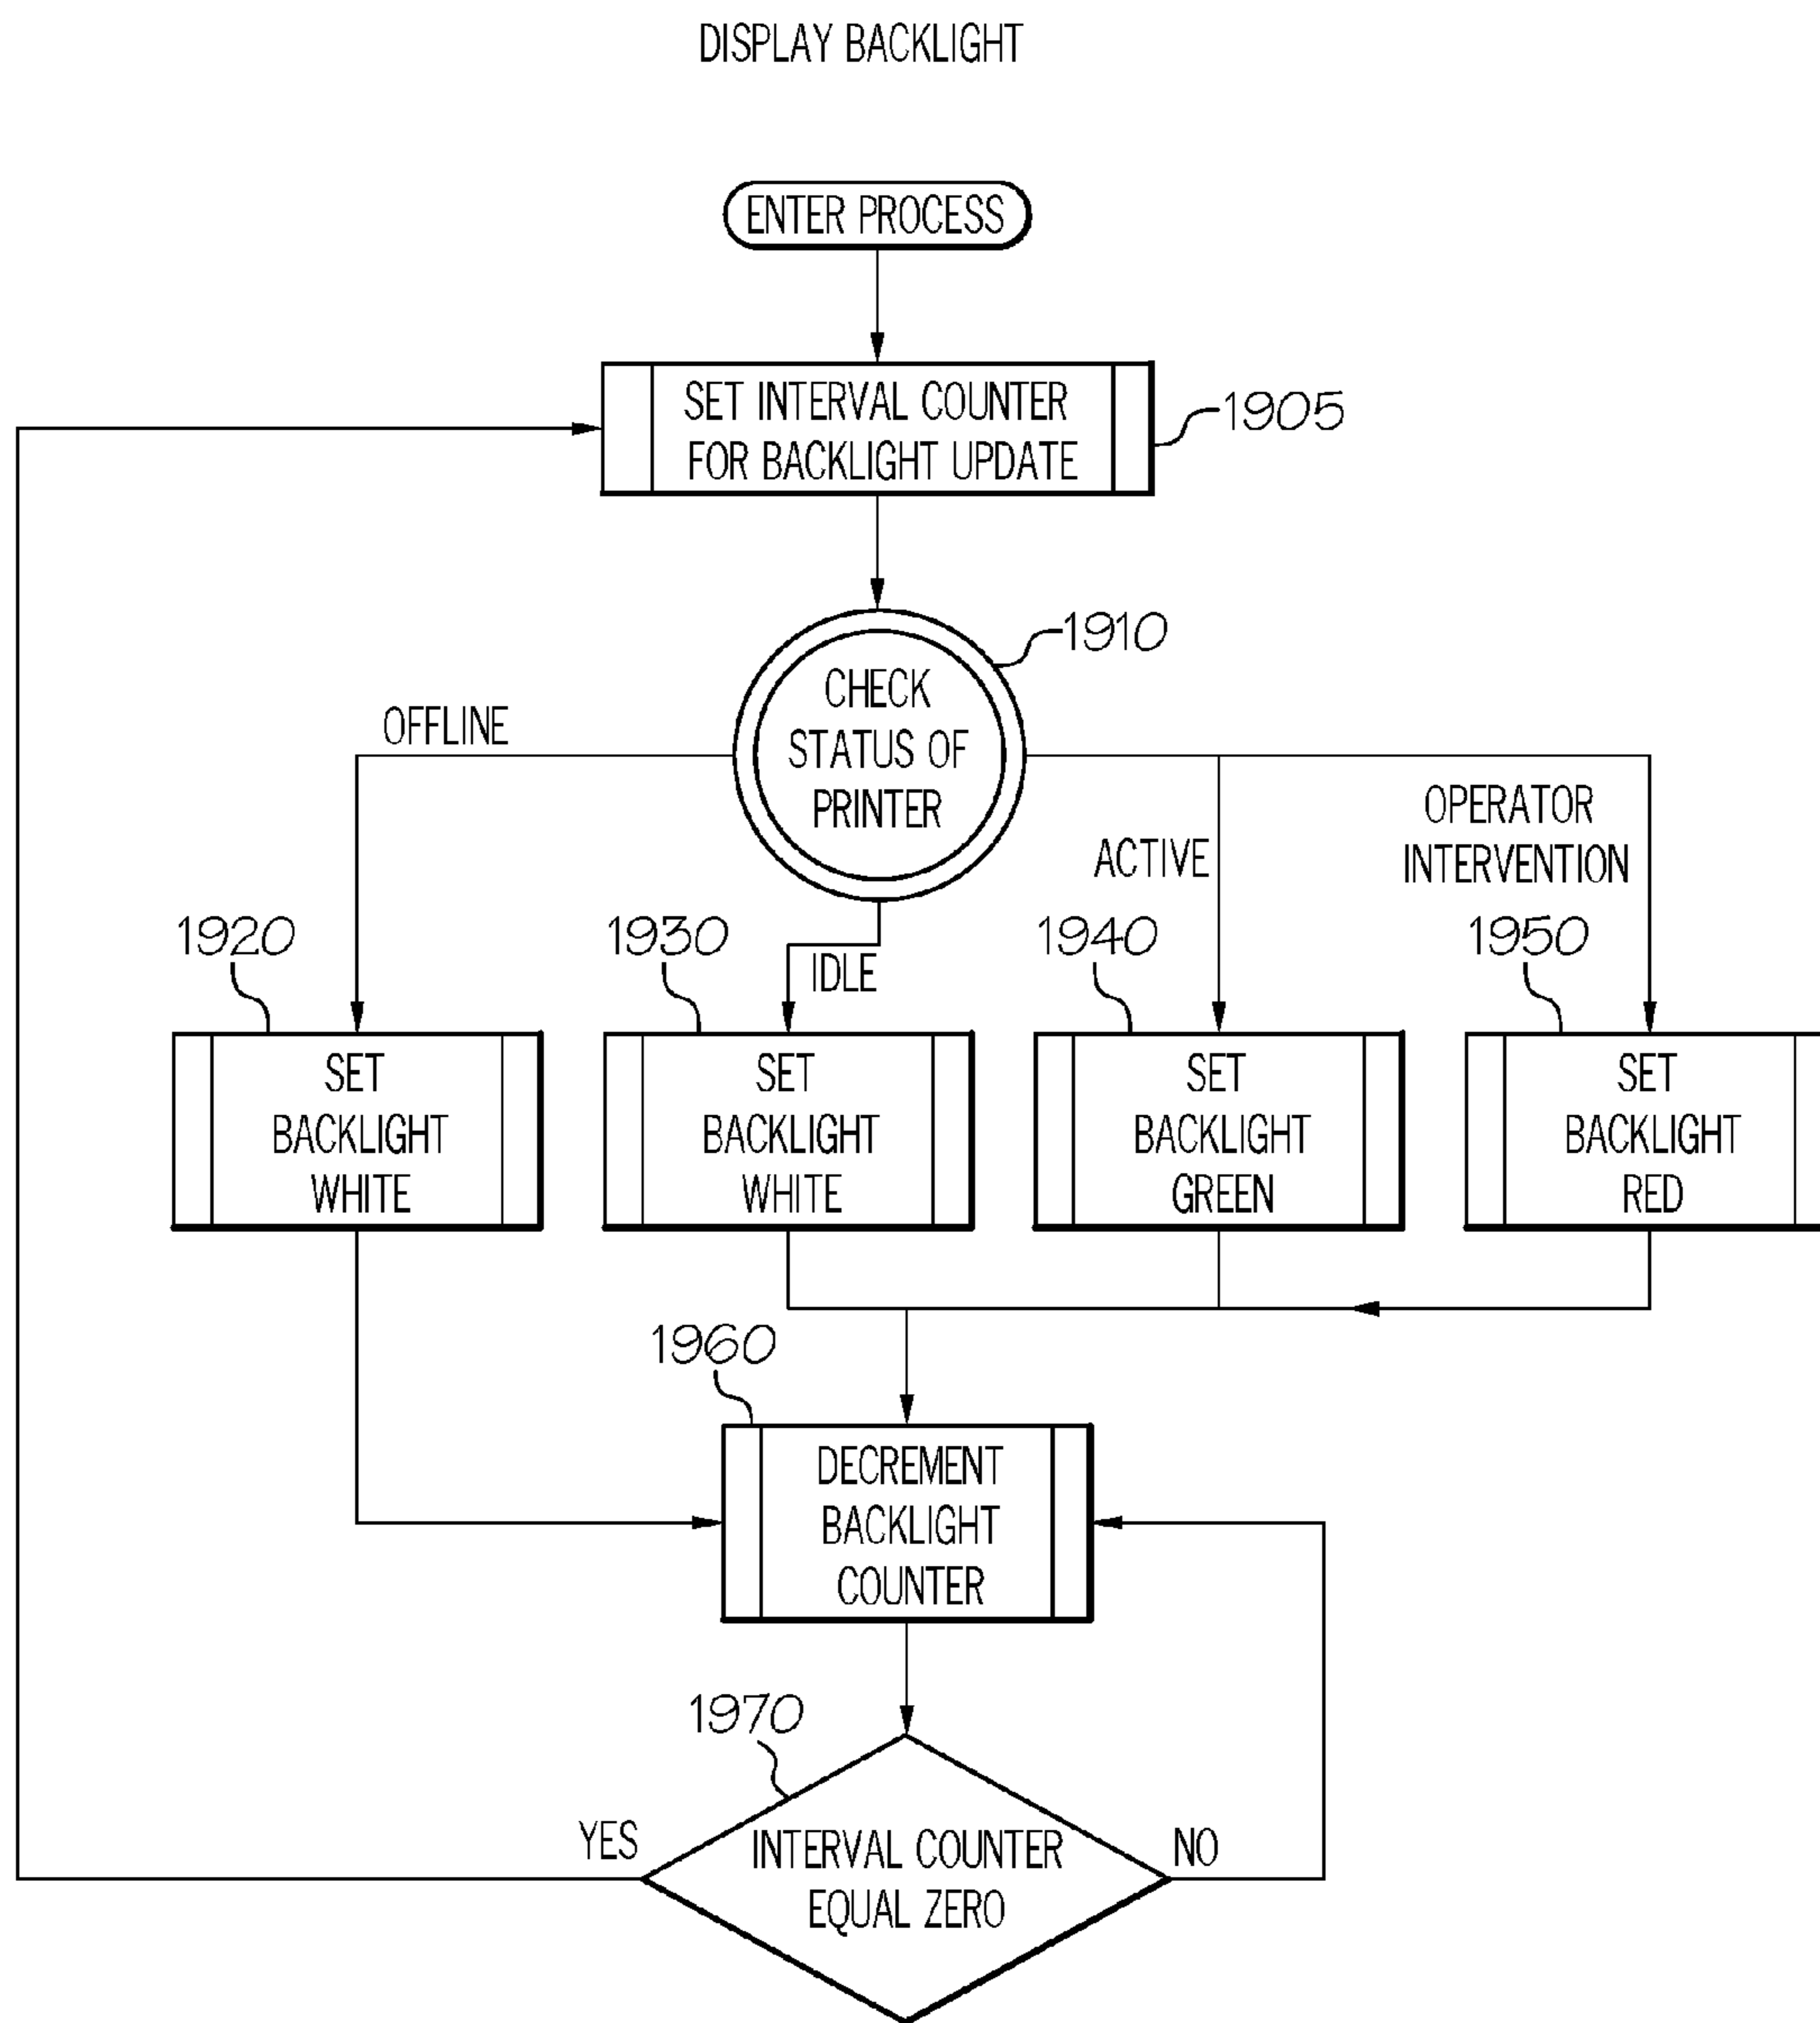 DISPLAY BACKLIGHT
ENTER PROCESS
SET INTERVAL COUNTER
FOR BACKLIGHT UPDATE
1905
1910
CHECK
STATUS OF
PRINTER
OFFLINE
IDLE
ACTIVE
OPERATOR
INTERVENTION
1920
SET
BACKLIGHT
WHITE
1930
SET
BACKLIGHT
WHITE
1940
SET
BACKLIGHT
GREEN
1950
SET
BACKLIGHT
RED
1960
DECREMENT
BACKLIGHT
COUNTER
1970
INTERVAL COUNTER
EQUAL ZERO
YES
NO